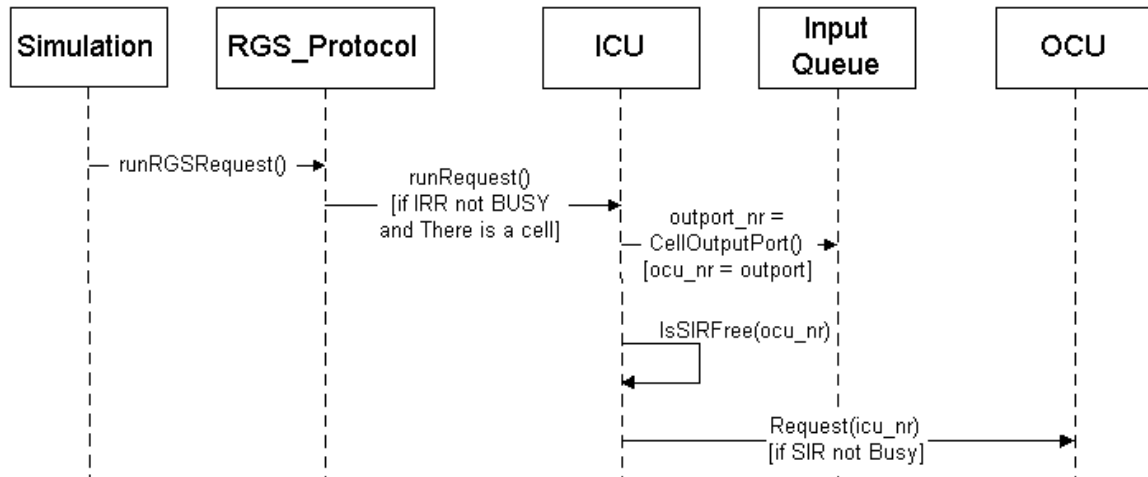 Simulation
RGS_Protocol
ICU
Input
Queue
OCU
runRGSRequest()
runRequest()
[if IRR not BUSY
and There is a cell]
outport_nr =
CellOutputPort()
[ocu_nr = outport]
IsSIRFree(ocu_nr)
Request(icu_nr)
[if SIR not Busy]